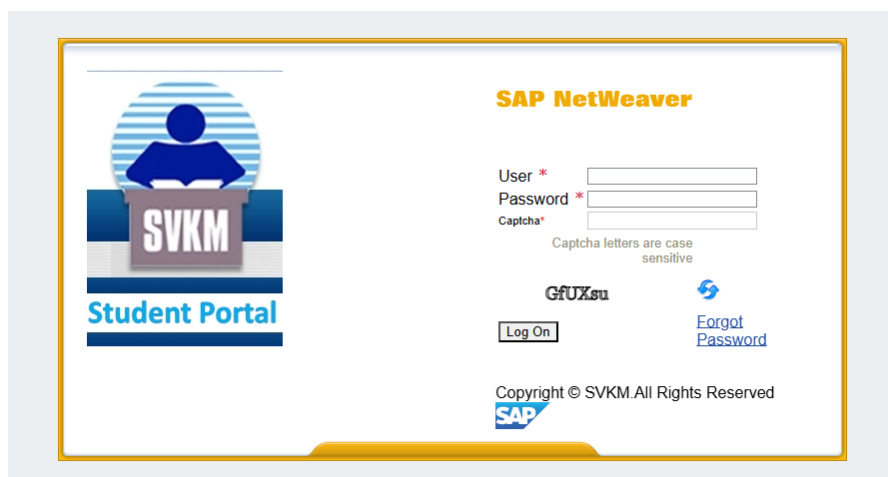 SVKM
Student Portal
SAP NetWeaver
User *
Password *
Captcha*
Captcha letters are case
sensitive
GfUXsu
Log On
Forgot
Password
Copyright © SVKM.All Rights Reserved
SAP